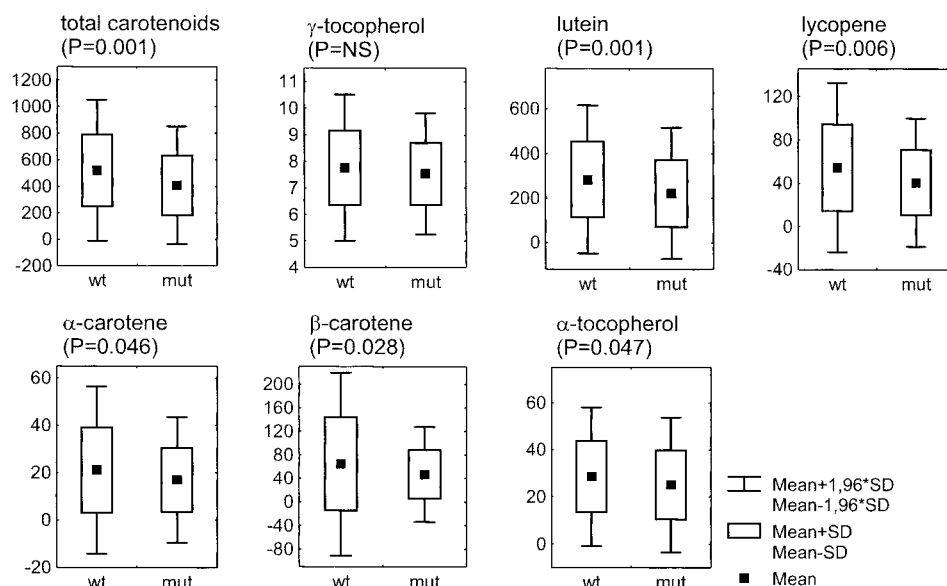 total carotenoids
(P=0.001)
1200
1000
800
600
400
200
0
-200
wt mut
γ-tocopherol
(P=NS)
11
10
9
8
7
6
5
4
wt mut
lutein
(P=0.001)
600
400
200
0
wt mut
lycopene
(P=0.006)
120
80
40
0
-40
wt mut
α-carotene
(P=0.046)
60
40
20
0
-20
wt mut
β-carotene
(P=0.028)
200
160
120
80
40
0
-40
-80
wt mut
α-tocopherol
(P=0.047)
60
40
20
0
wt mut
Mean+1,96*SD
Mean-1,96*SD
Mean+SD
Mean-SD
Mean